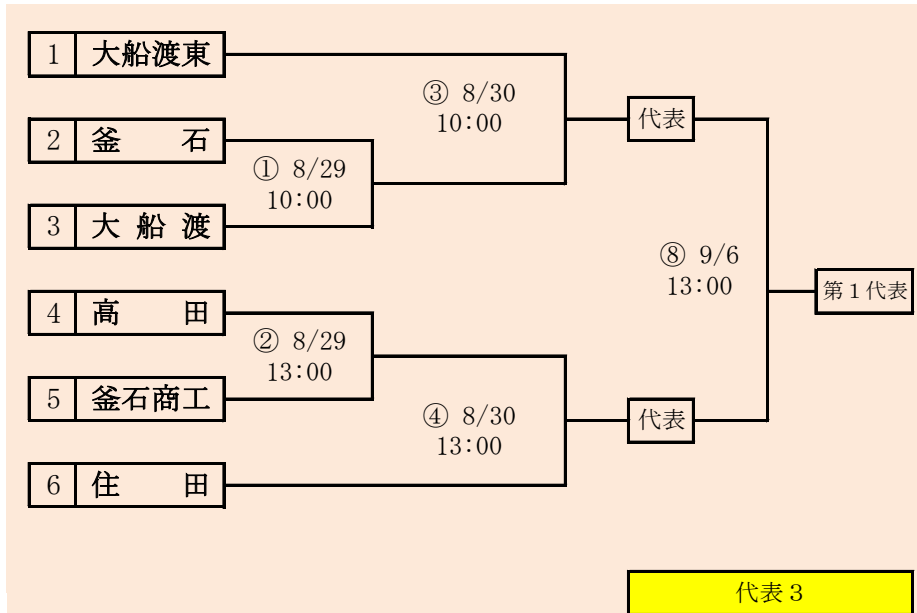 1 大船渡東
③ 8/30
10:00
代表
2 釜 石
① 8/29
10:00
3 大 船 渡
⑧ 9/6
13:00
第1代表
4 高 田
② 8/29
13:00
5 釜石商工
④ 8/30
13:00
代表
6 住 田
代表3